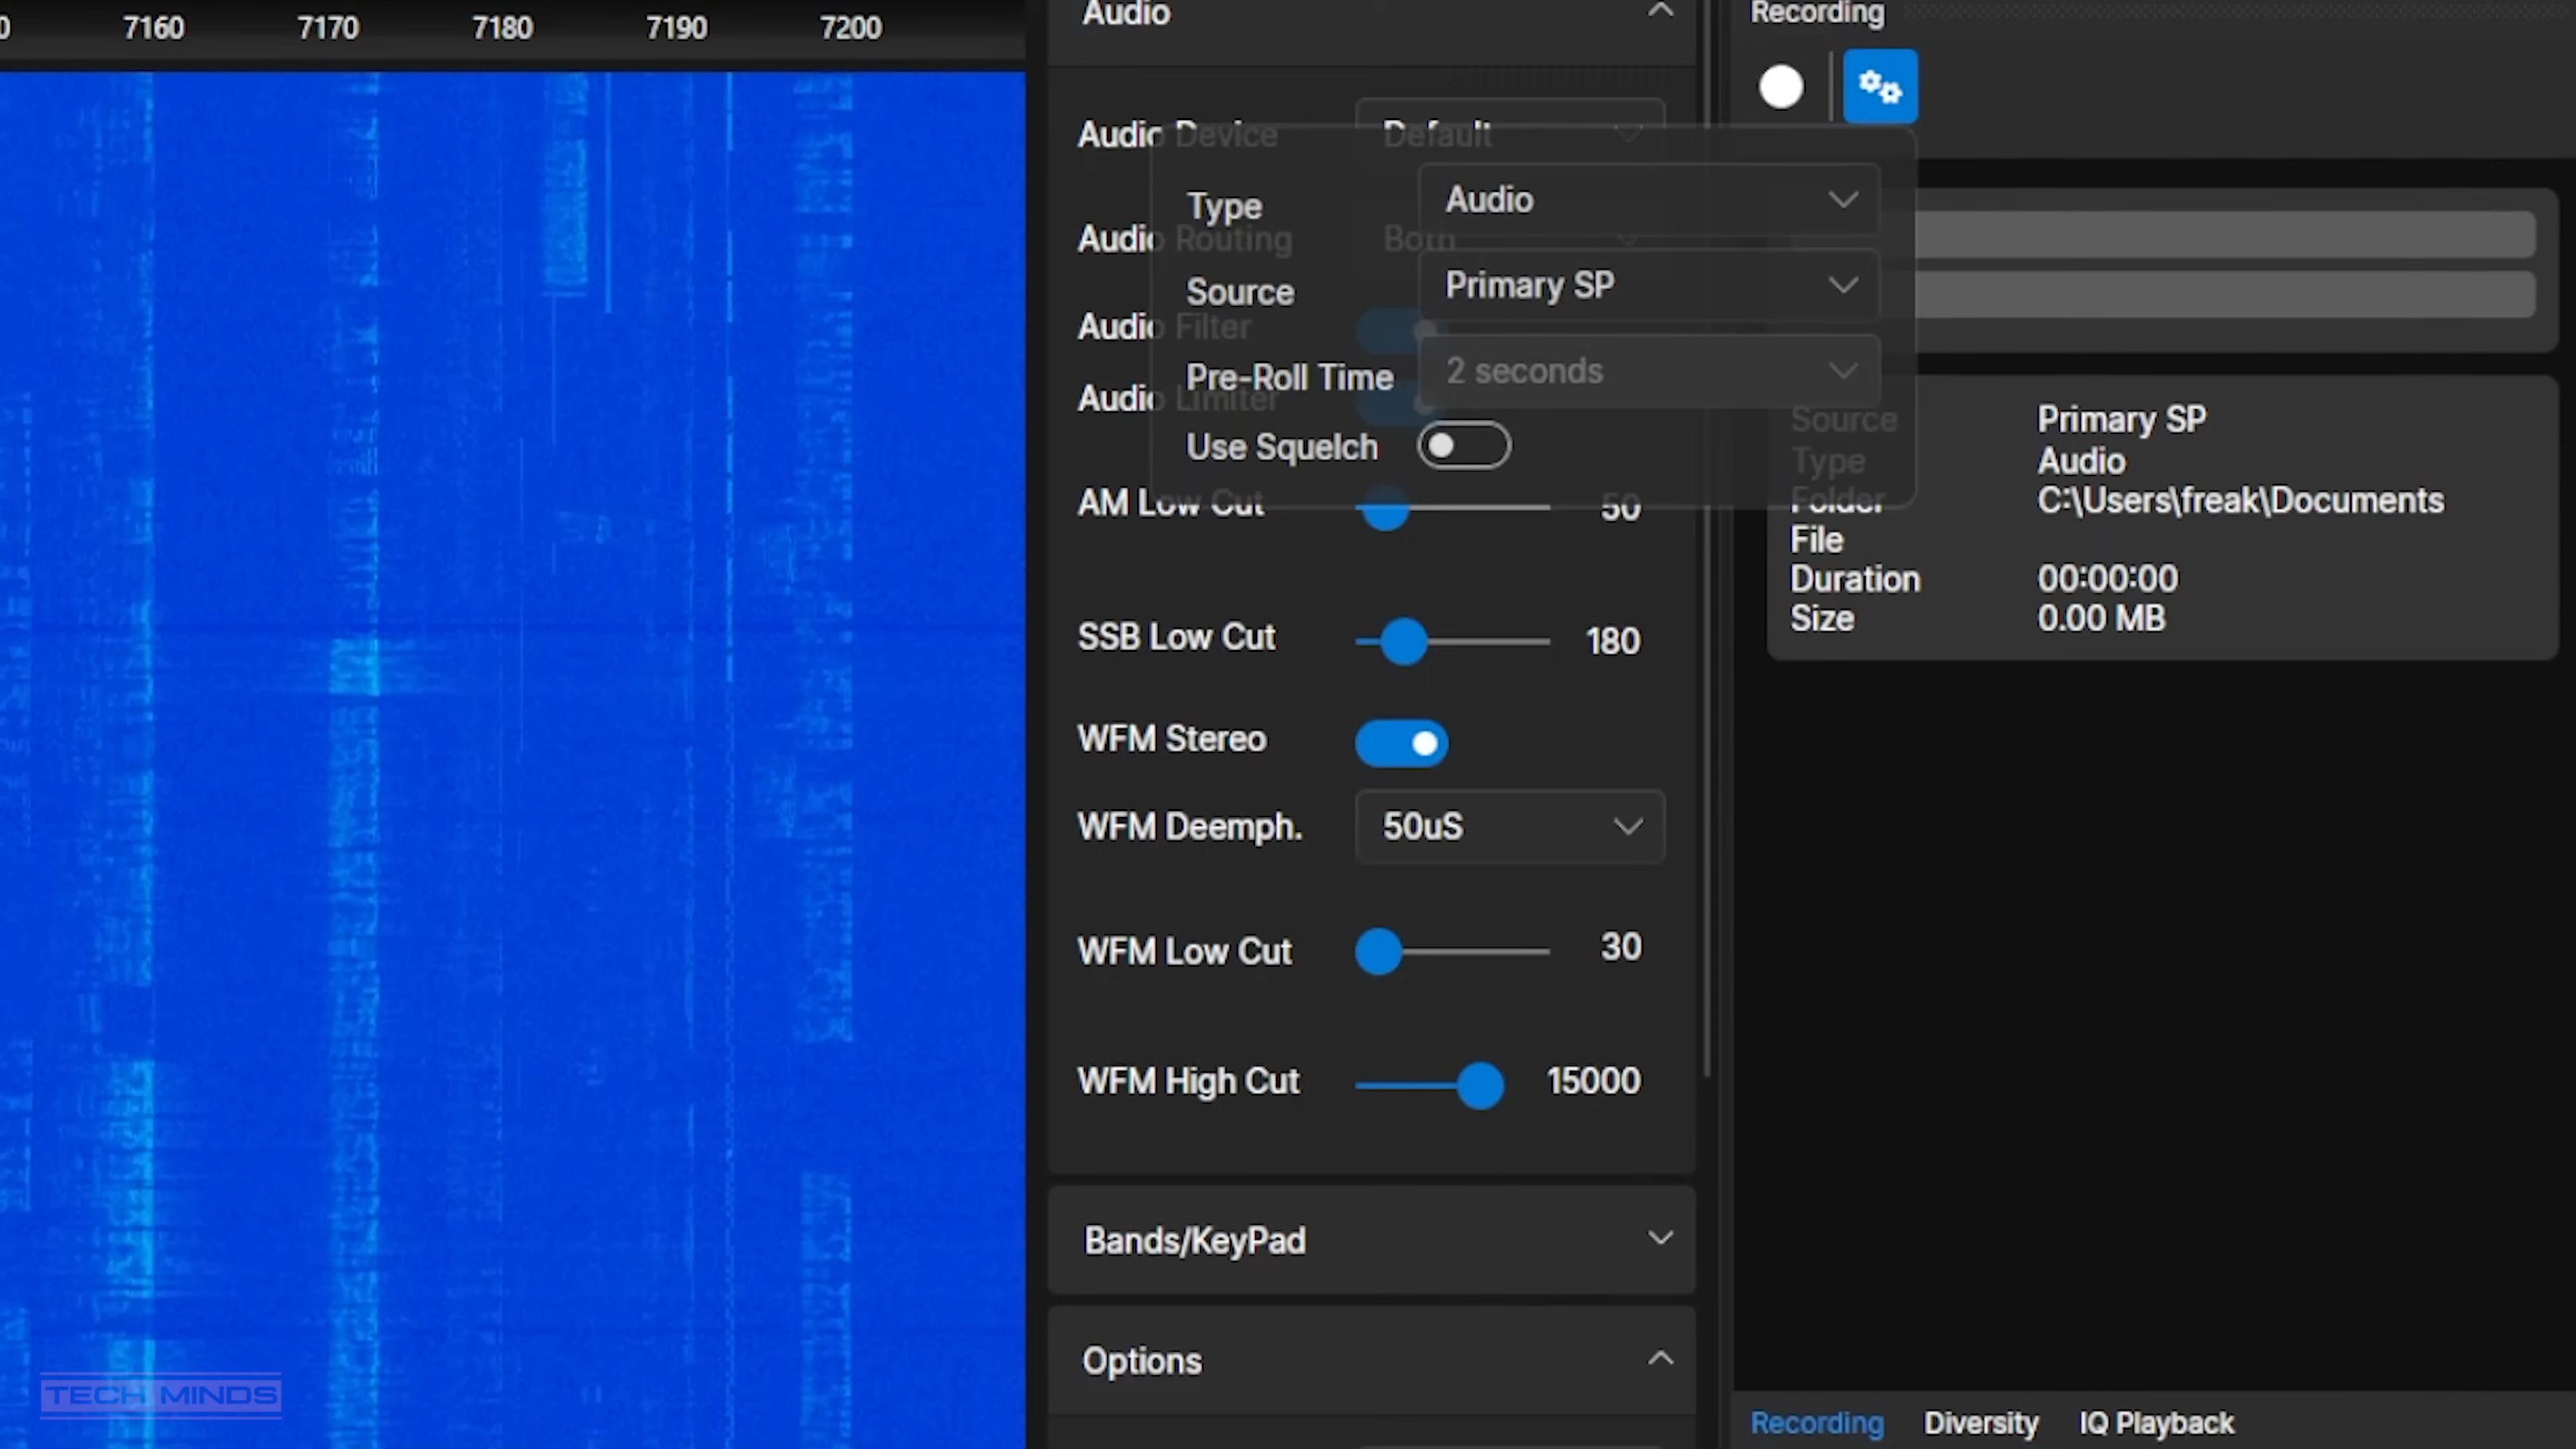 7160 7170 7180 7190 7200
Audio
Audio Device Default
Audio Routing Both
Audio Filter
Audio Limiter
AM Low Cut 50
SSB Low Cut 180
WFM Stereo
WFM Deemph. 50uS
WFM Low Cut 30
WFM High Cut 15000
Bands/KeyPad
Options
Type Audio
Source Primary SP
Pre-Roll Time 2 seconds
Use Squelch
Recording
Source Primary SP
Type Audio
Folder C:\Users\freak\Documents
File
Duration 00:00:00
Size 0.00 MB
Recording Diversity IQ Playback
TECH MINDS